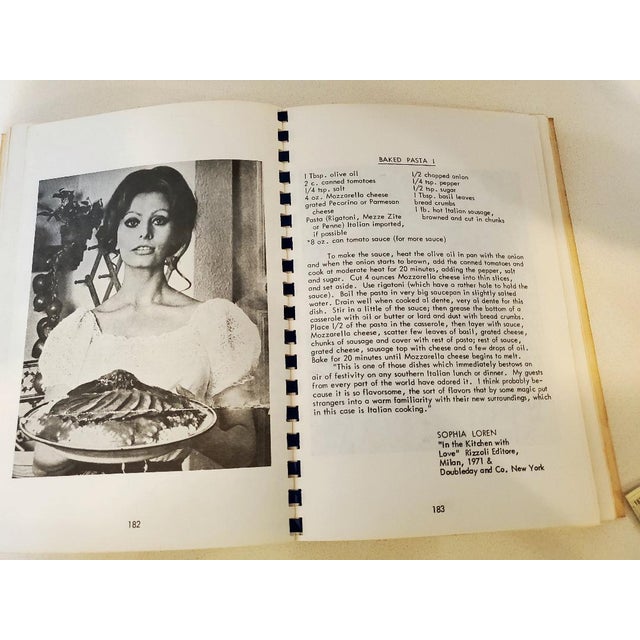 BAKED PASTA I
1 Tbsp. olive oil
2 c. canned tomatoes
1/4 tsp. salt
4 oz. Mozzarella cheese
grated Pecorino or Parmesan
cheese
Pasta (Rigatoni, Mezze Zite
or Penne) Italian imported,
if possible
*8 oz. can tomato sauce (for more sauce)
1/2 chopped onion
1/4 tsp. pepper
1/2 tsp. sugar
1 Tbsp. basil leaves
bread crumbs
1 lb. hot Italian sausage,
browned and cut in chunks
To make the sauce, heat the olive oil in pan with the onion
and when the onion starts to brown, add the canned tomatoes and
cook at moderate heat for 20 minutes, adding the pepper, salt
and sugar. Cut 4 ounces Mozzarella cheese into thin slices,
and set aside. Use rigatoni (which have a rather hole to hold the
sauce). Boil the pasta in very big saucepan in slightly salted
water. Drain well when cooked al dente, very al dente for this
dish. Stir in a little of the sauce; then grease the bottom of a
casserole with oil or butter or lard and dust with bread crumbs.
Place 1/2 of the pasta in the casserole, then layer with sauce,
Mozzarella cheese, scatter few leaves of basil, grated cheese,
chunks of sausage and cover with rest of pasta; rest of sauce,
grated cheese, sausage top with cheese and a few drops of oil.
Bake for 20 minutes until Mozzarella cheese begins to melt.
"This is one of those dishes which immediately bestows an
air of festivity on any southern Italian lunch or dinner. My guests
from every part of the world have adored it. I think probably be-
cause it is so flavorsome, the sort of flavors that by some magic put
strangers into a warm familiarity with their new surroundings, which
in this case is Italian cooking."
SOPHIA LOREN
"In the Kitchen with
Love" Rizzoli Editore,
Milan, 1971 &
Doubleday and Co. New York
182
183